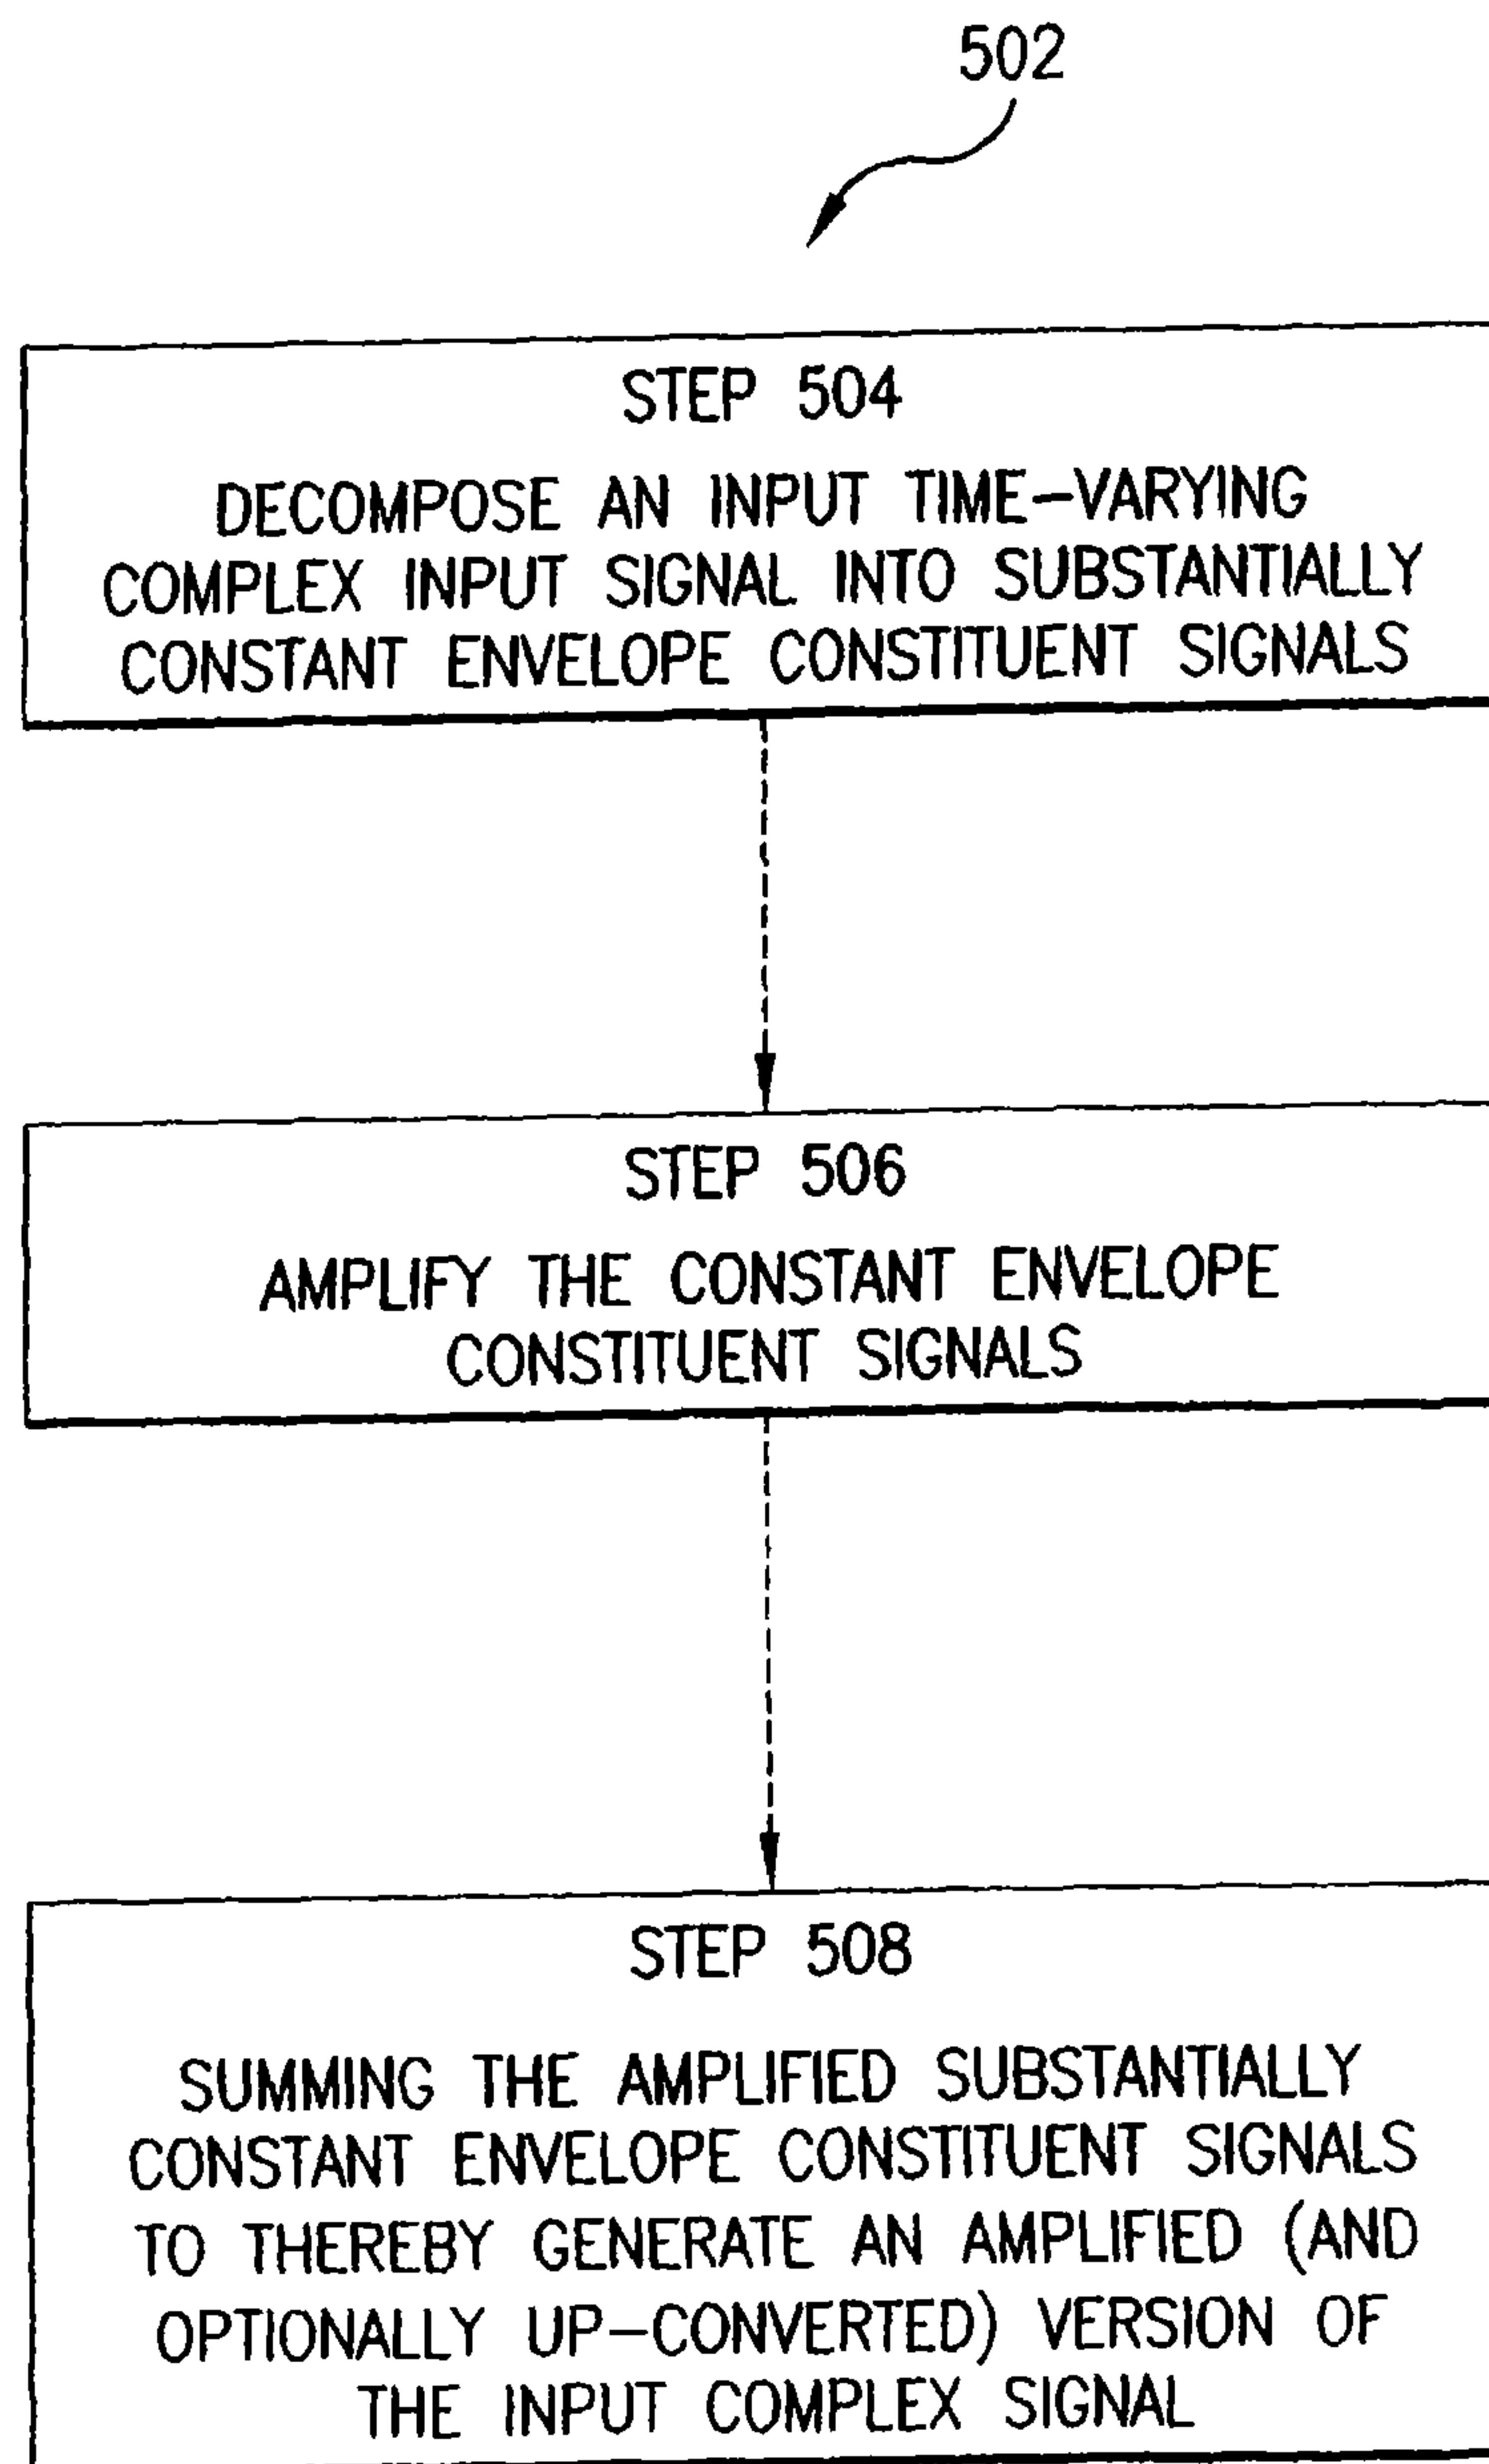 502
STEP 504
DECOMPOSE AN INPUT TIME-VARYING
COMPLEX INPUT SIGNAL INTO SUBSTANTIALLY
CONSTANT ENVELOPE CONSTITUENT SIGNALS
STEP 506
AMPLIFY THE CONSTANT ENVELOPE
CONSTITUENT SIGNALS
STEP 508
SUMMING THE AMPLIFIED SUBSTANTIALLY
CONSTANT ENVELOPE CONSTITUENT SIGNALS
TO THEREBY GENERATE AN AMPLIFIED (AND
OPTIONALLY UP-CONVERTED) VERSION OF
THE INPUT COMPLEX SIGNAL